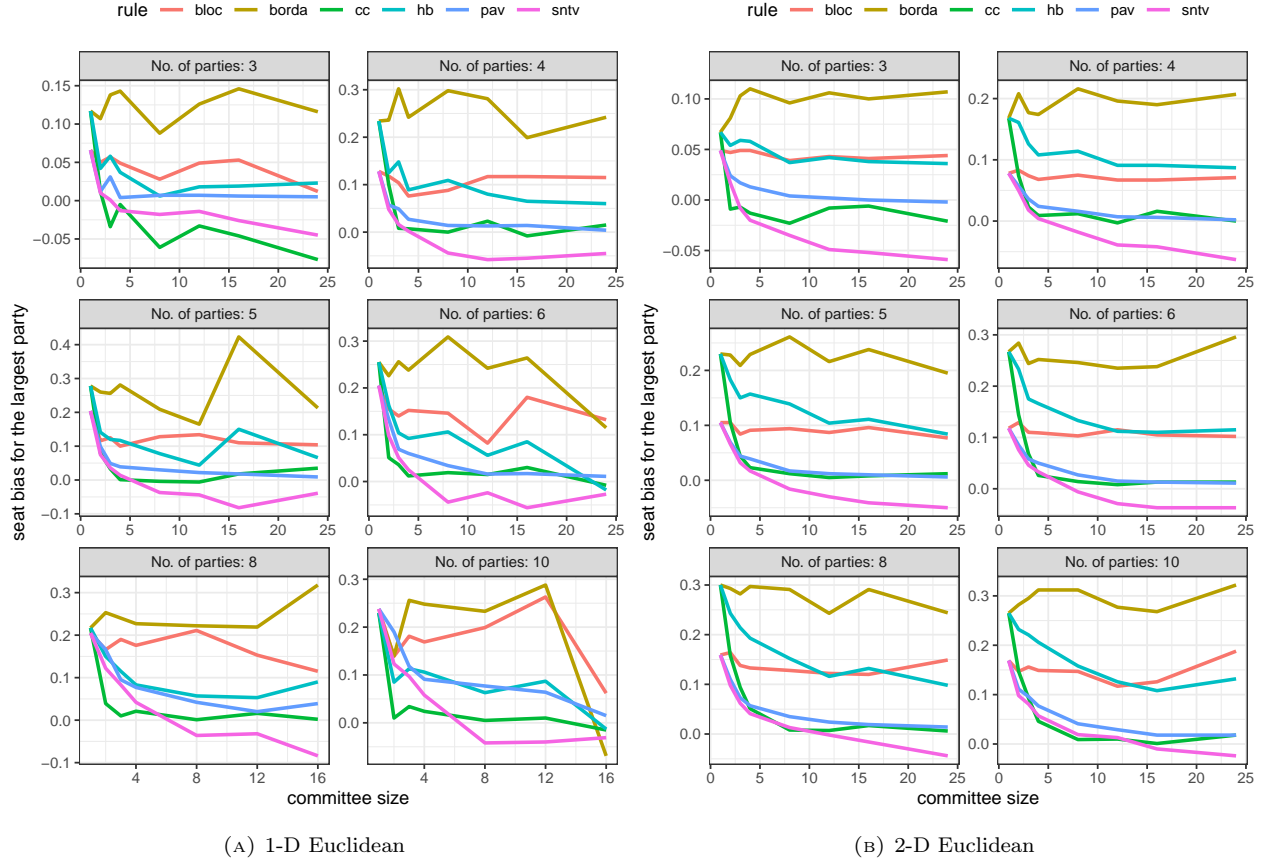 rule bloc borda cc hb pav sntv
No. of parties: 3
No. of parties: 4
0.15
0.10
0.05
0.00
−0.05
0.3
0.2
0.1
0.0
0 5 10 15 20 25
0 5 10 15 20 25
No. of parties: 5
No. of parties: 6
0.4
0.3
0.2
0.1
0.0
−0.1
0.3
0.2
0.1
0.0
0 5 10 15 20 25
0 5 10 15 20 25
No. of parties: 8
No. of parties: 10
0.3
0.2
0.1
0.0
−0.1
0.3
0.2
0.1
0.0
4 8 12 16
4 8 12 16
seat bias for the largest party
committee size
(A) 1-D Euclidean
rule bloc borda cc hb pav sntv
No. of parties: 3
No. of parties: 4
0.10
0.05
0.00
−0.05
0.2
0.1
0.0
0 5 10 15 20 25
0 5 10 15 20 25
No. of parties: 5
No. of parties: 6
0.2
0.1
0.0
0.3
0.2
0.1
0.0
0 5 10 15 20 25
0 5 10 15 20 25
No. of parties: 8
No. of parties: 10
0.3
0.2
0.1
0.0
0.3
0.2
0.1
0.0
0 5 10 15 20 25
0 5 10 15 20 25
seat bias for the largest party
committee size
(B) 2-D Euclidean